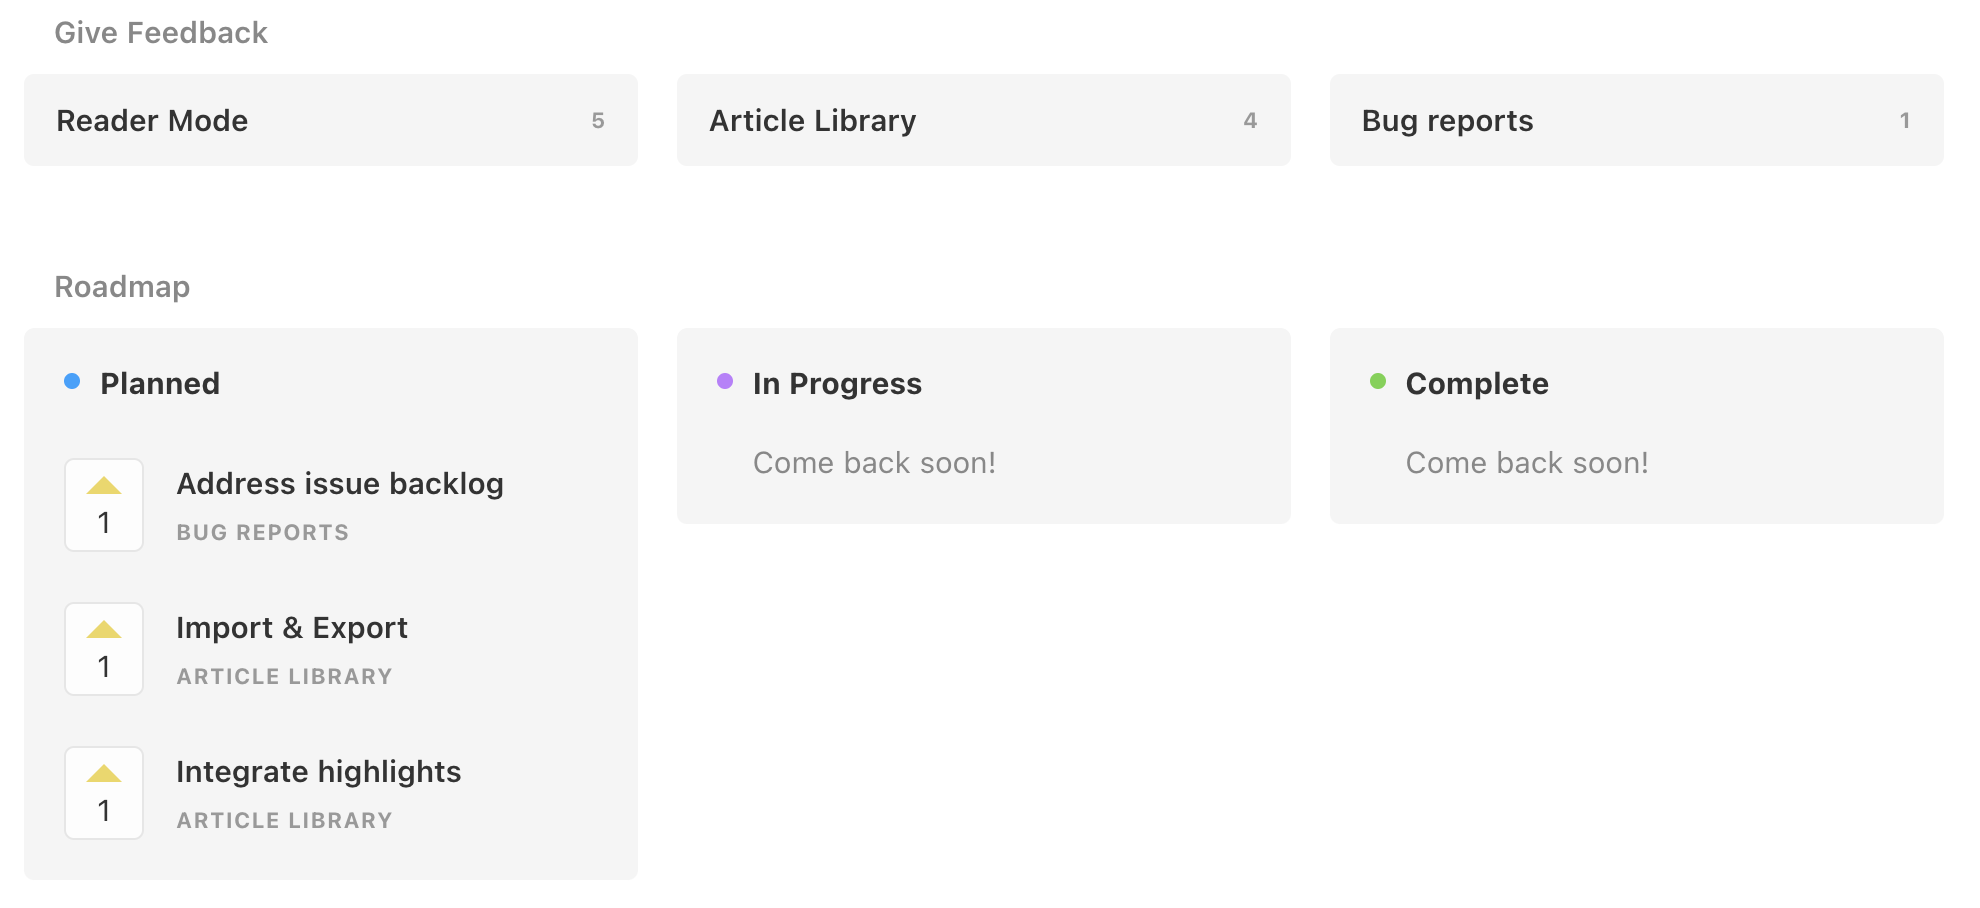 Give Feedback
Reader Mode 5
Article Library 4
Bug reports 1
Roadmap
Planned
1
Address issue backlog
BUG REPORTS
1
Import & Export
ARTICLE LIBRARY
1
Integrate highlights
ARTICLE LIBRARY
In Progress
Come back soon!
Complete
Come back soon!